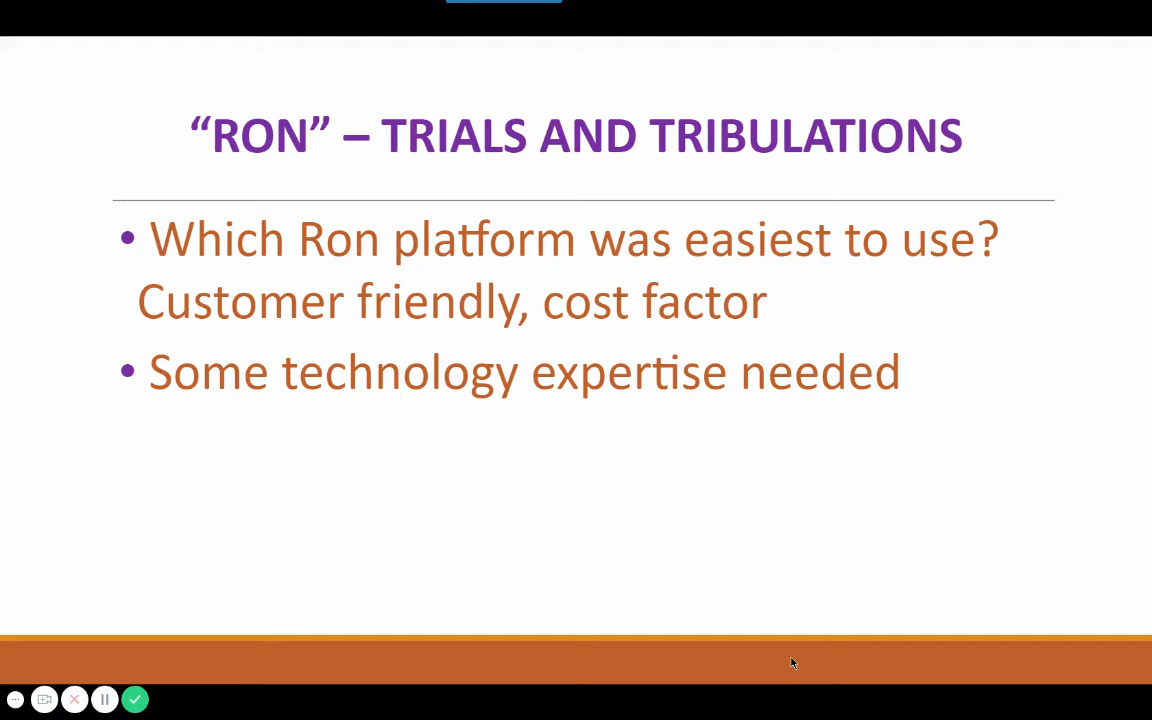 “RON” – TRIALS AND TRIBULATIONS
• Which Ron platform was easiest to use?
Customer friendly, cost factor
• Some technology expertise needed